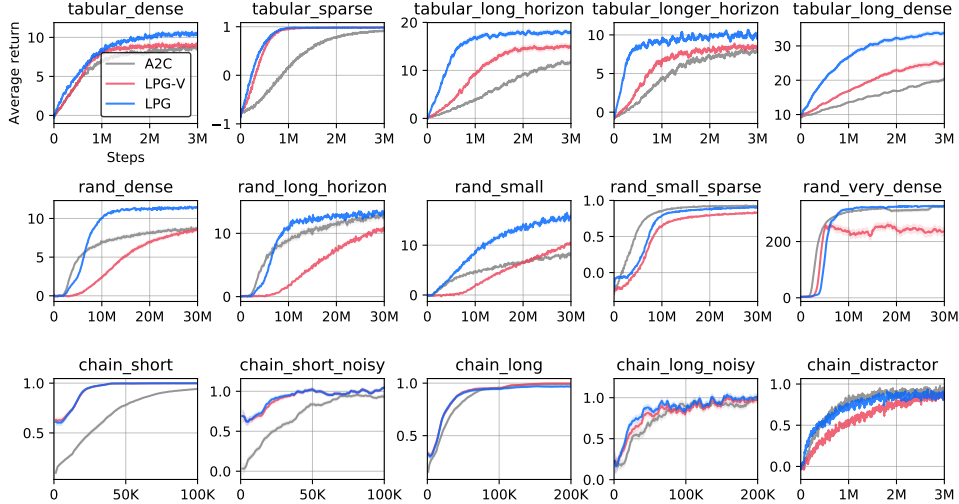 tabular_dense
10
5
0
0
1M
2M
3M
Average return
Steps
A2C
LPG-V
LPG
tabular_sparse
1
0
−1
0
1M
2M
3M
tabular_long_horizon
20
10
0
0
1M
2M
3M
tabular_longer_horizon
10
5
0
0
1M
2M
3M
tabular_long_dense
30
20
10
0
1M
2M
3M
rand_dense
10
5
0
0
10M
20M
30M
rand_long_horizon
15
10
5
0
0
10M
20M
30M
rand_small
10
0
0
10M
20M
30M
rand_small_sparse
1.0
0.5
0.0
0
10M
20M
30M
rand_very_dense
200
0
0
10M
20M
30M
chain_short
1.0
0.5
0
50K
100K
chain_short_noisy
1.0
0.5
0.0
0
50K
100K
chain_long
1.0
0.5
0
100K
200K
chain_long_noisy
1.0
0.5
0.0
0
100K
200K
chain_distractor
1.0
0.5
0.0
0
1M
2M
3M